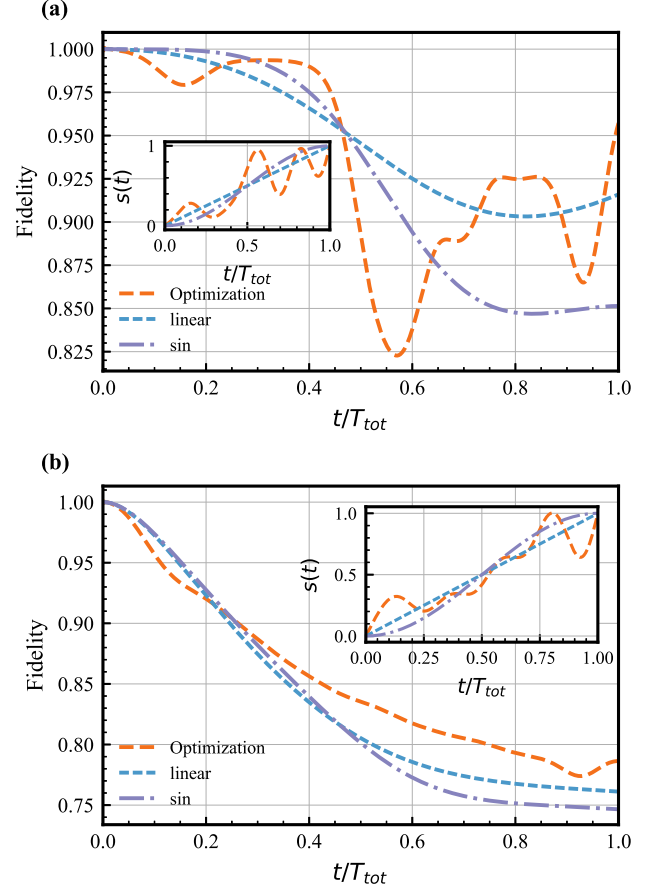 (a)
1.000
0.975
0.950
0.925
0.900
0.875
0.850
0.825
Fidelity
1
0
s(t)
0.0 0.5 1.0
t/T_tot
Optimization
linear
sin
0.0 0.2 0.4 0.6 0.8 1.0
t/T_tot
(b)
1.00
0.95
0.90
0.85
0.80
0.75
Fidelity
1.0
0.5
0.0
s(t)
0.00 0.25 0.50 0.75 1.00
t/T_tot
Optimization
linear
sin
0.0 0.2 0.4 0.6 0.8 1.0
t/T_tot